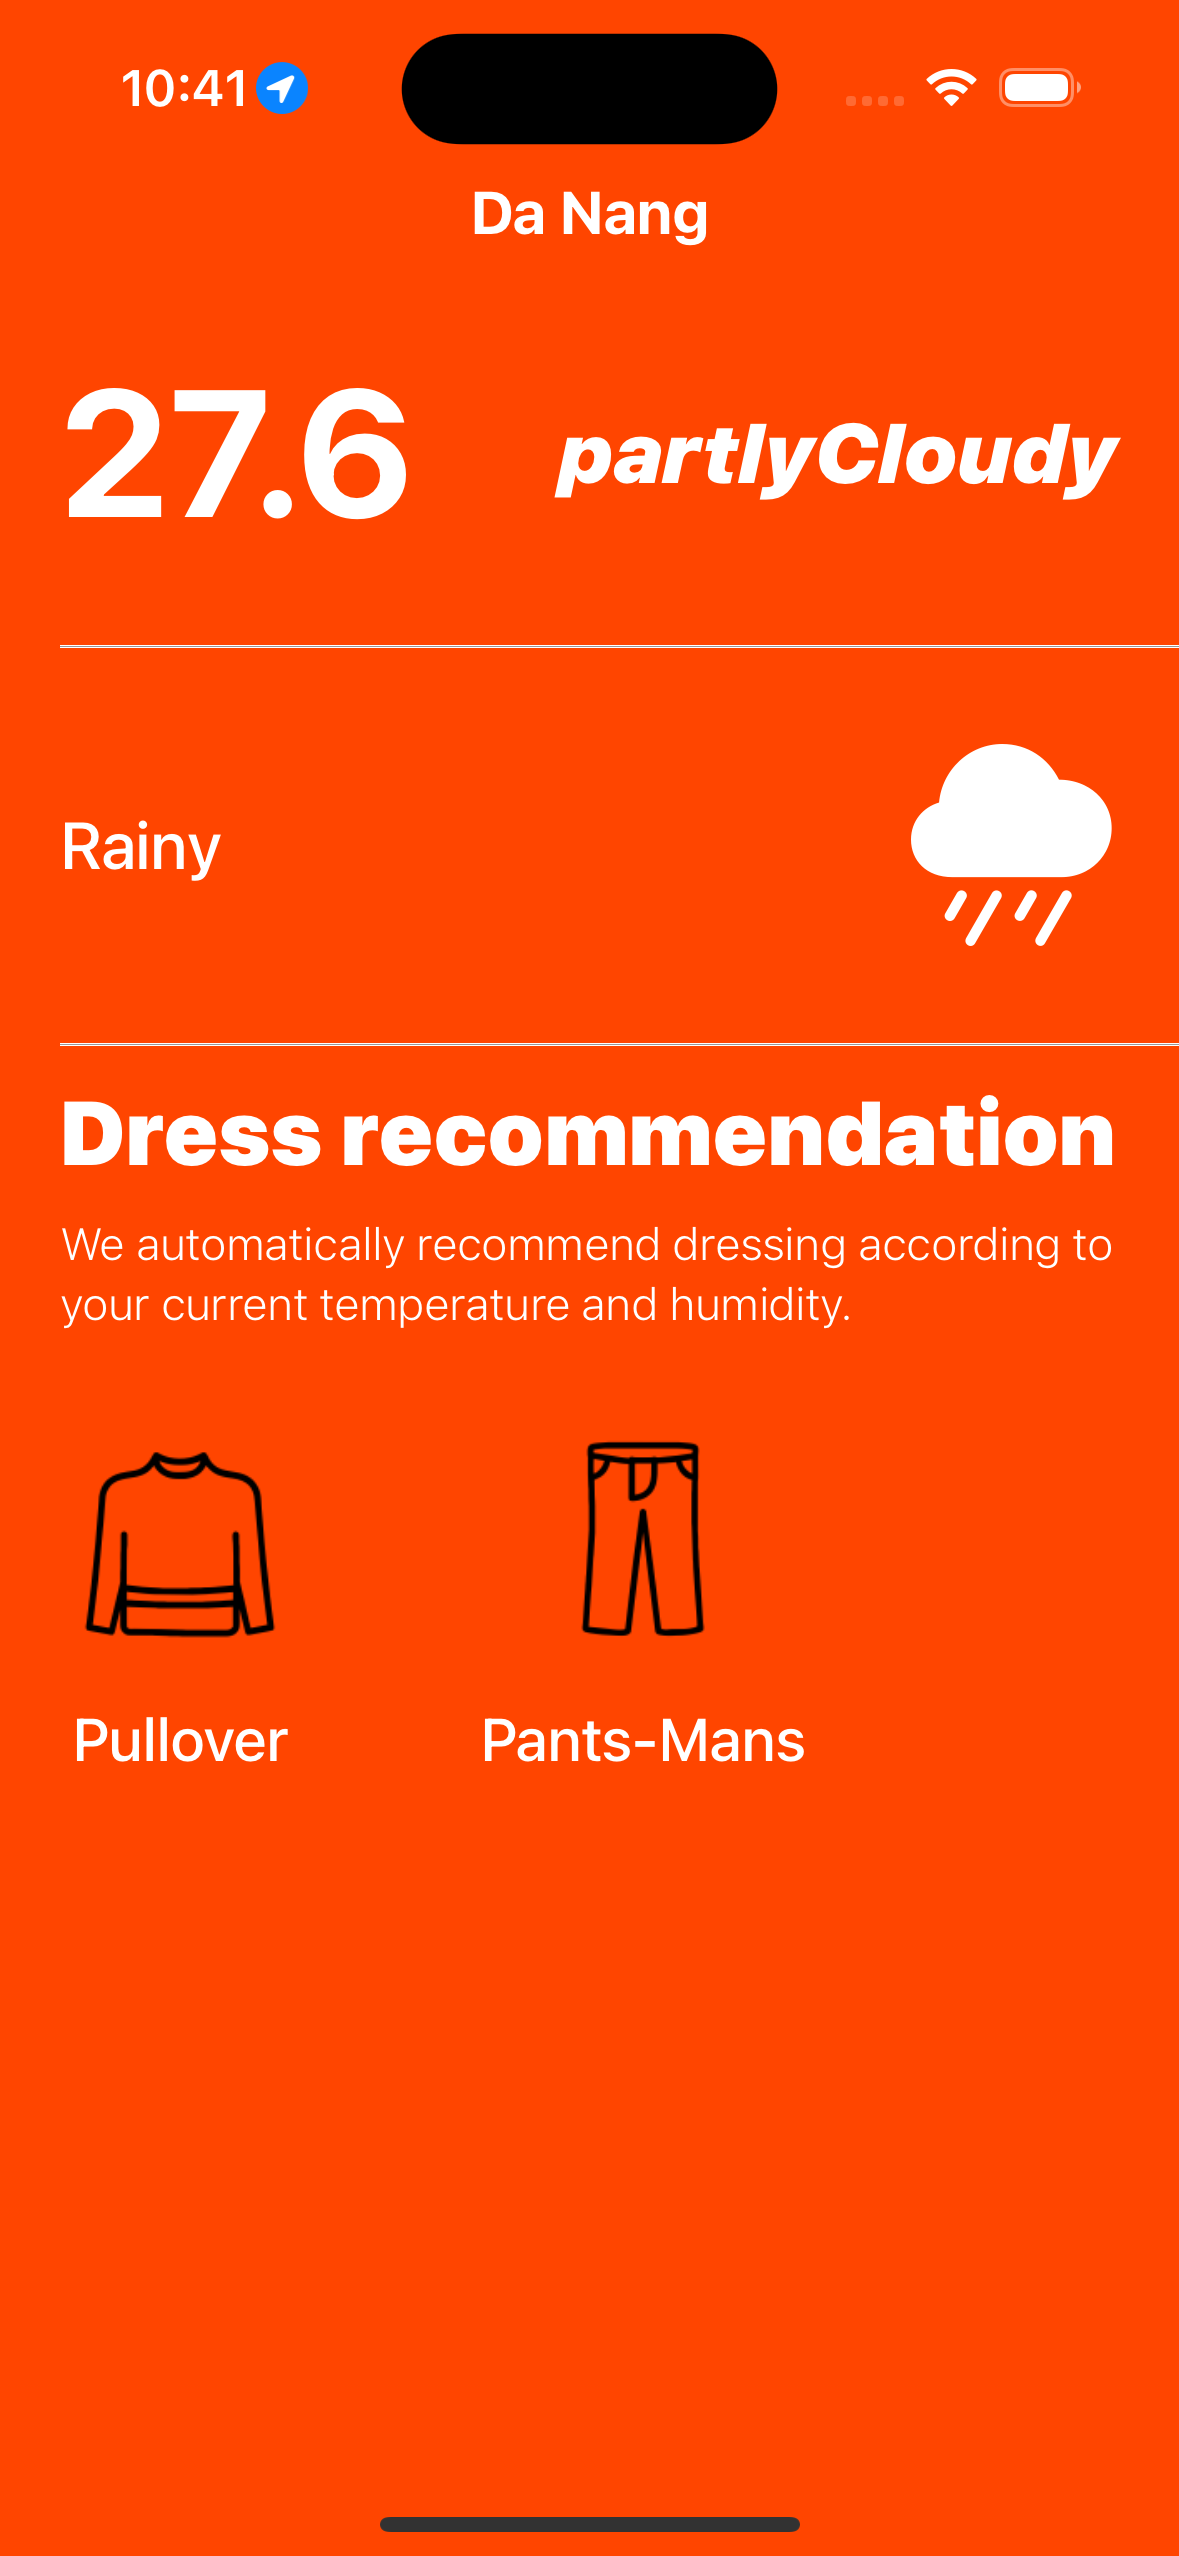 10:41
Da Nang
27.6
partlyCloudy
Rainy
Dress recommendation
We automatically recommend dressing according to
your current temperature and humidity.
Pullover
Pants-Mans